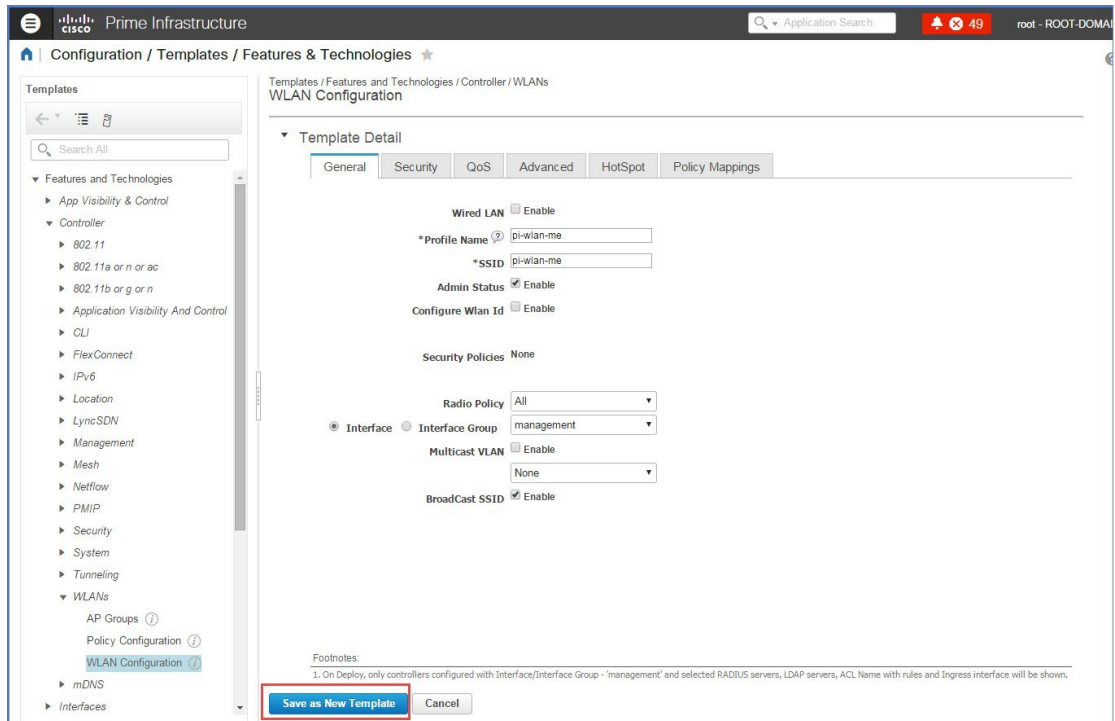 cisco Prime Infrastructure
Application Search
49
root - ROOT-DOMAI
Configuration / Templates / Features & Technologies
Templates
Search All
Features and Technologies
App Visibility & Control
Controller
802.11
802.11a or n or ac
802.11b or g or n
Application Visibility And Control
CLI
FlexConnect
IPv6
Location
LyncSDN
Management
Mesh
Netflow
PMIP
Security
System
Tunneling
WLANs
AP Groups
Policy Configuration
WLAN Configuration
mDNS
Interfaces
Templates / Features and Technologies / Controller / WLANs
WLAN Configuration
Template Detail
General Security QoS Advanced HotSpot Policy Mappings
Wired LAN Enable
*Profile Name pi-wlan-me
*SSID pi-wlan-me
Admin Status Enable
Configure Wlan Id Enable
Security Policies None
Radio Policy All
Interface Interface Group management
Multicast VLAN Enable
None
BroadCast SSID Enable
Footnotes:
1. On Deploy, only controllers configured with Interface/Interface Group - 'management' and selected RADIUS servers, LDAP servers, ACL Name with rules and Ingress interface will be shown.
Save as New Template Cancel